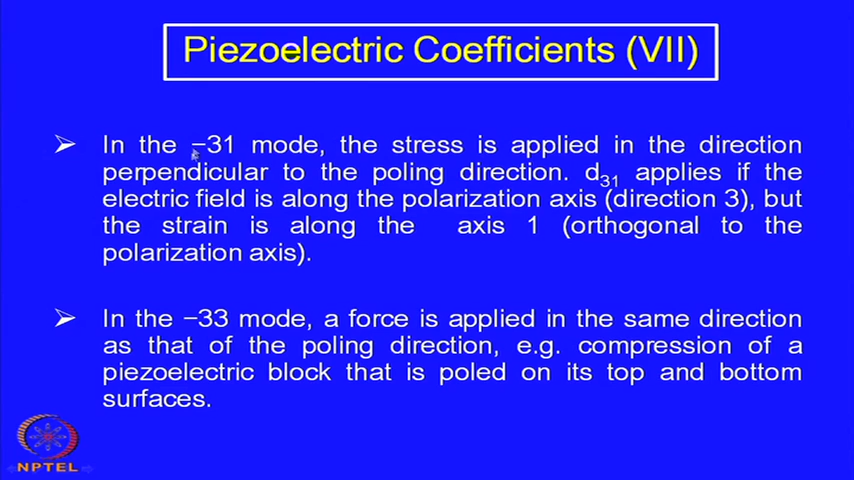 Piezoelectric Coefficients (VII)
➢ In the −31 mode, the stress is applied in the direction
perpendicular to the poling direction. d31 applies if the
electric field is along the polarization axis (direction 3), but
the strain is along the axis 1 (orthogonal to the
polarization axis).
➢ In the −33 mode, a force is applied in the same direction
as that of the poling direction, e.g. compression of a
piezoelectric block that is poled on its top and bottom
surfaces.
NPTEL